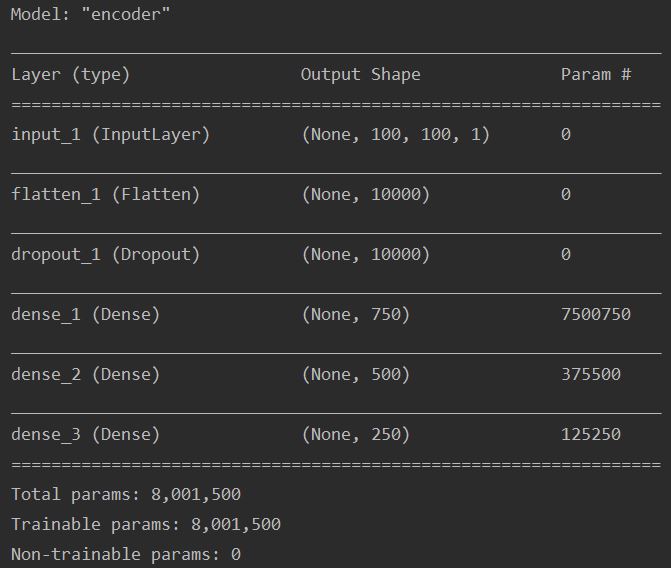 Model: "encoder"
Layer (type) Output Shape Param #
input_1 (InputLayer) (None, 100, 100, 1) 0
flatten_1 (Flatten) (None, 10000) 0
dropout_1 (Dropout) (None, 10000) 0
dense_1 (Dense) (None, 750) 7500750
dense_2 (Dense) (None, 500) 375500
dense_3 (Dense) (None, 250) 125250
Total params: 8,001,500
Trainable params: 8,001,500
Non-trainable params: 0